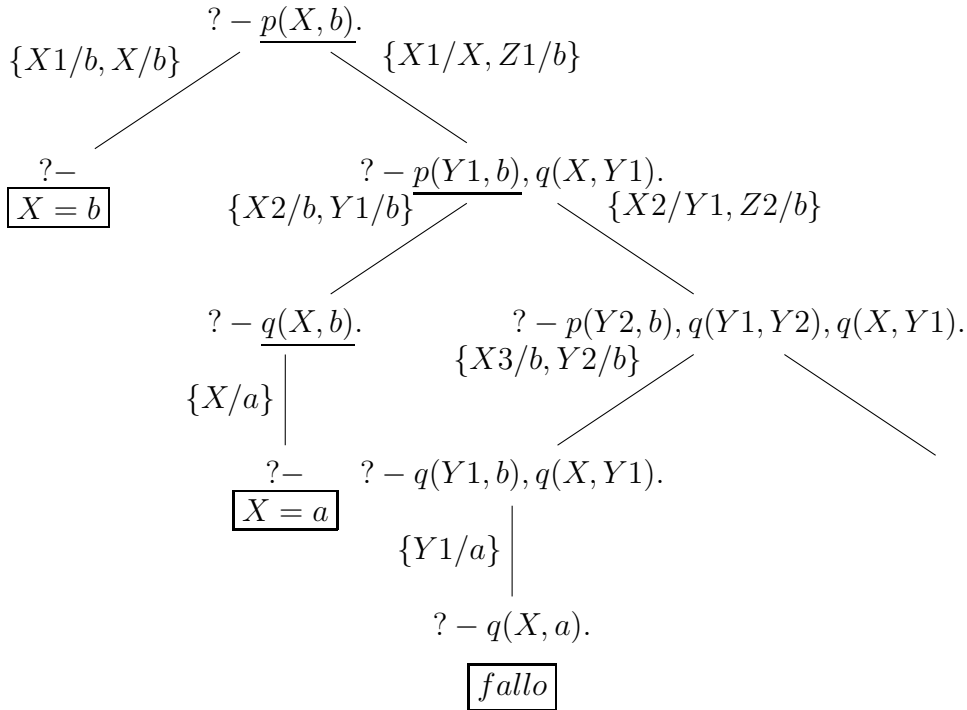 ? − p(X, b).
{X1/b, X/b} {X1/X, Z1/b}
?− ? − p(Y1, b), q(X, Y1).
X = b
{X2/b, Y1/b} {X2/Y1, Z2/b}
? − q(X, b). ? − p(Y2, b), q(Y1, Y2), q(X, Y1).
{X3/b, Y2/b}
{X/a}
?− ? − q(Y1, b), q(X, Y1).
X = a
{Y1/a}
? − q(X, a).
fallo